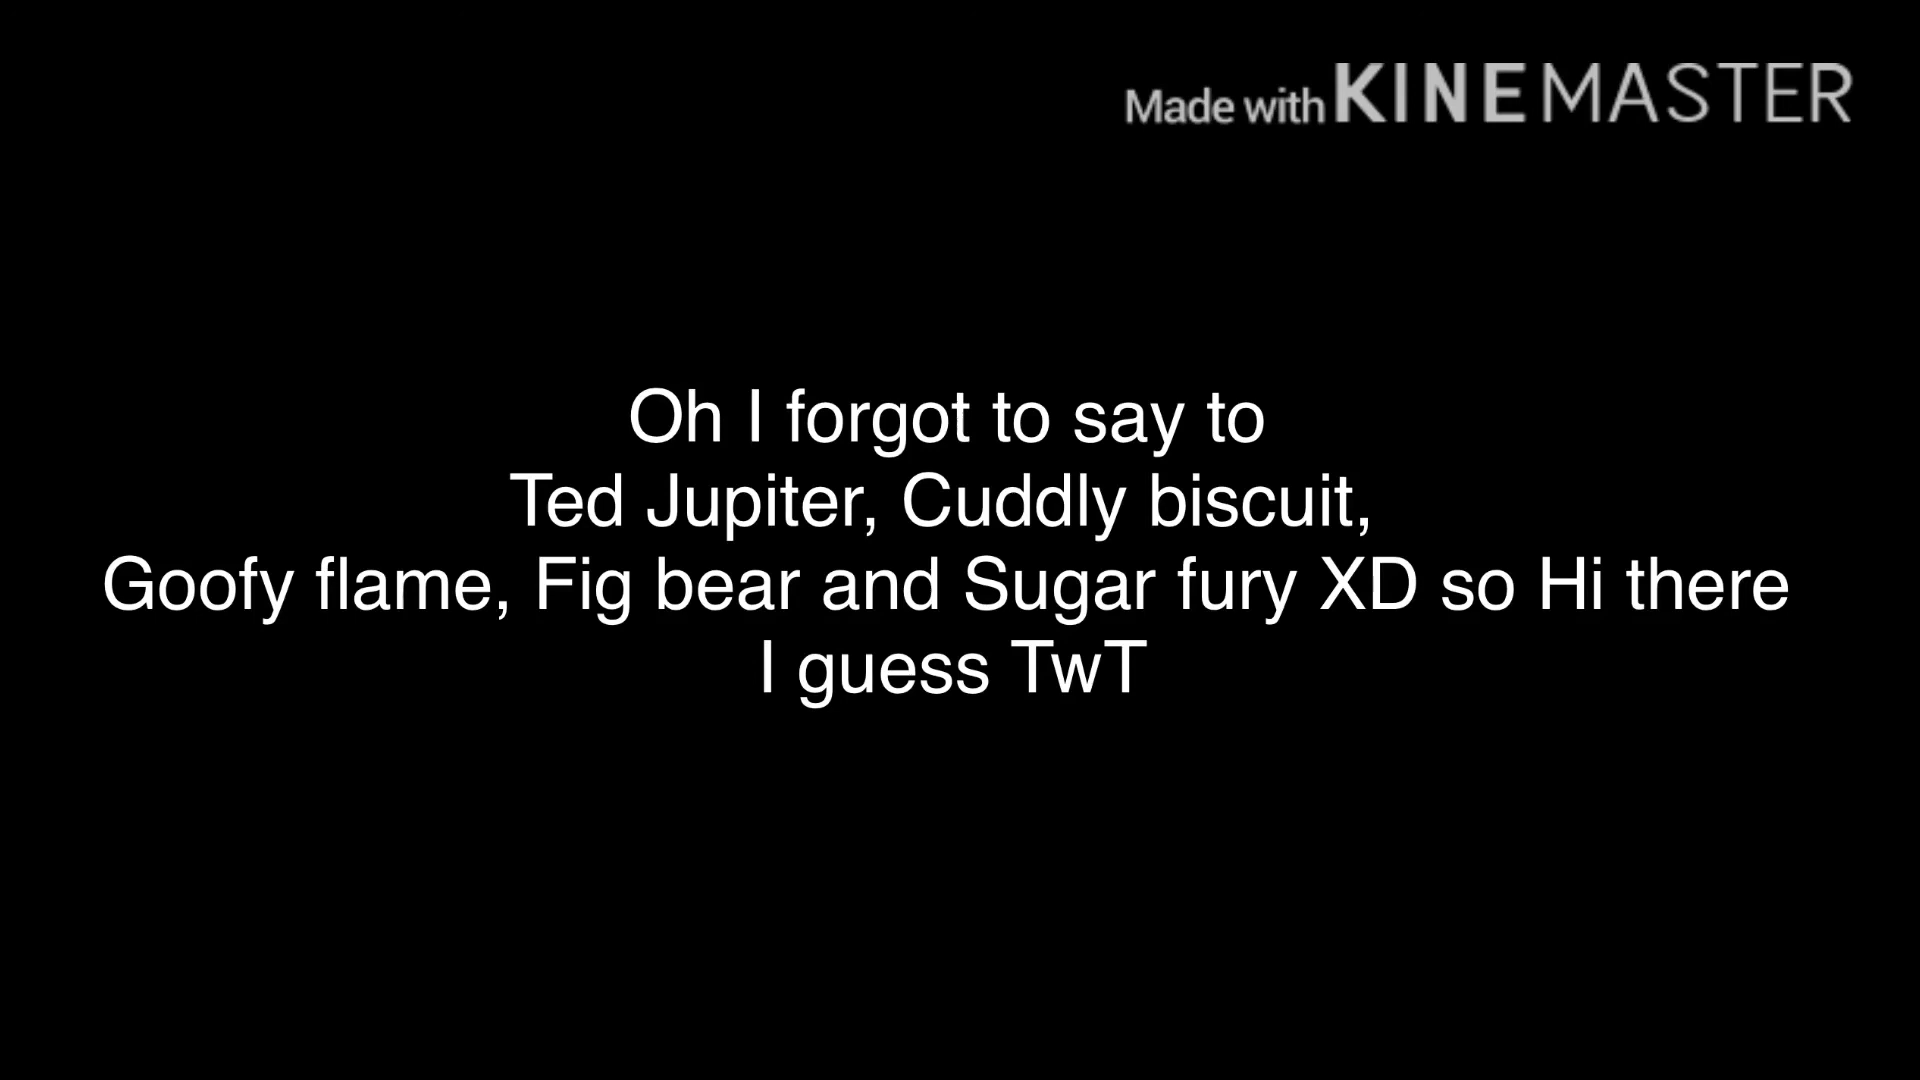 Made with KINEMASTER
Oh I forgot to say to
Ted Jupiter, Cuddly biscuit,
Goofy flame, Fig bear and Sugar fury XD so Hi there
I guess TwT